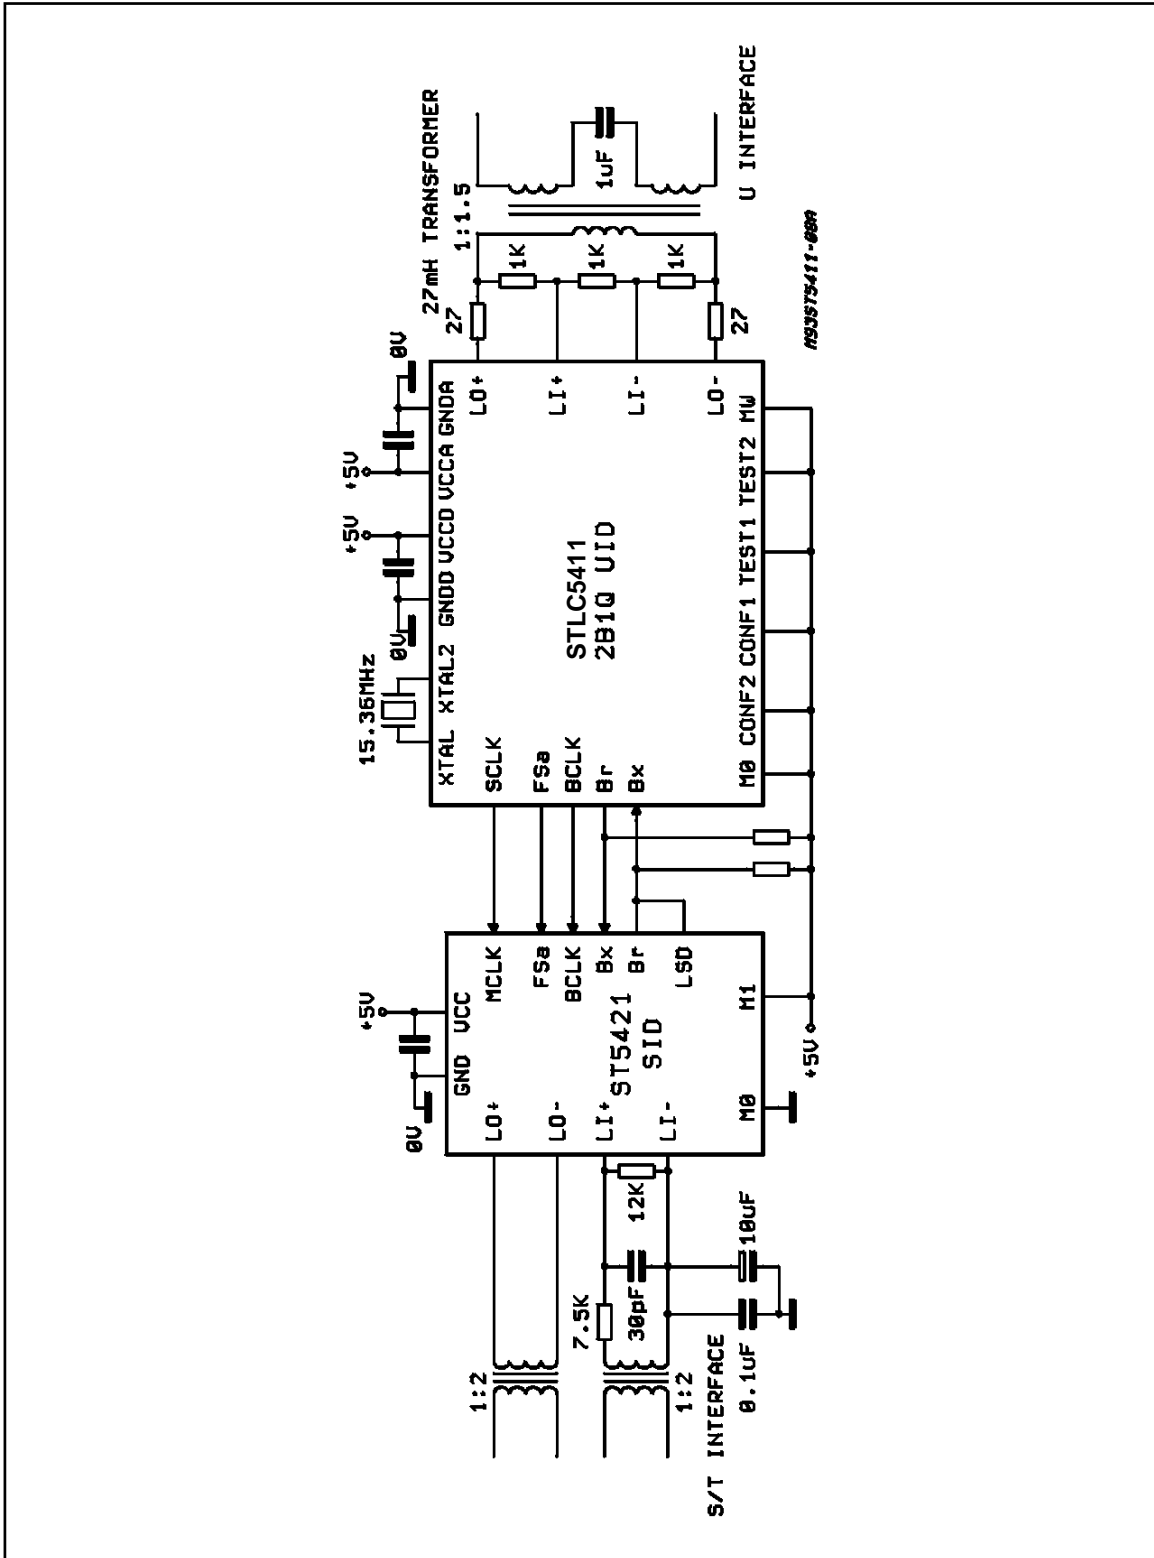 S/T INTERFACE
1:2
1:2
7.5K
30pF
12K
0.1uF
10uF
0V
+5V
GND
VCC
LO+
LO-
LI+
LI-
ST5421
SID
MCLK
FSa
BCLK
Bx
Br
LSD
M0
M1
+5V
15.36MHz
0V
+5V
+5V
0V
XTAL
XTAL2
GNDD
VCCD
VCCA
GNDA
SCLK
FSa
BCLK
Br
Bx
STLC5411
2B1Q UID
LO+
LI+
LI-
LO-
M0
CONF2
CONF1
TEST1
TEST2
MW
27mH TRANSFORMER
1:1.5
27
1K
1K
1K
27
1uF
U INTERFACE
M93ST5411-08A